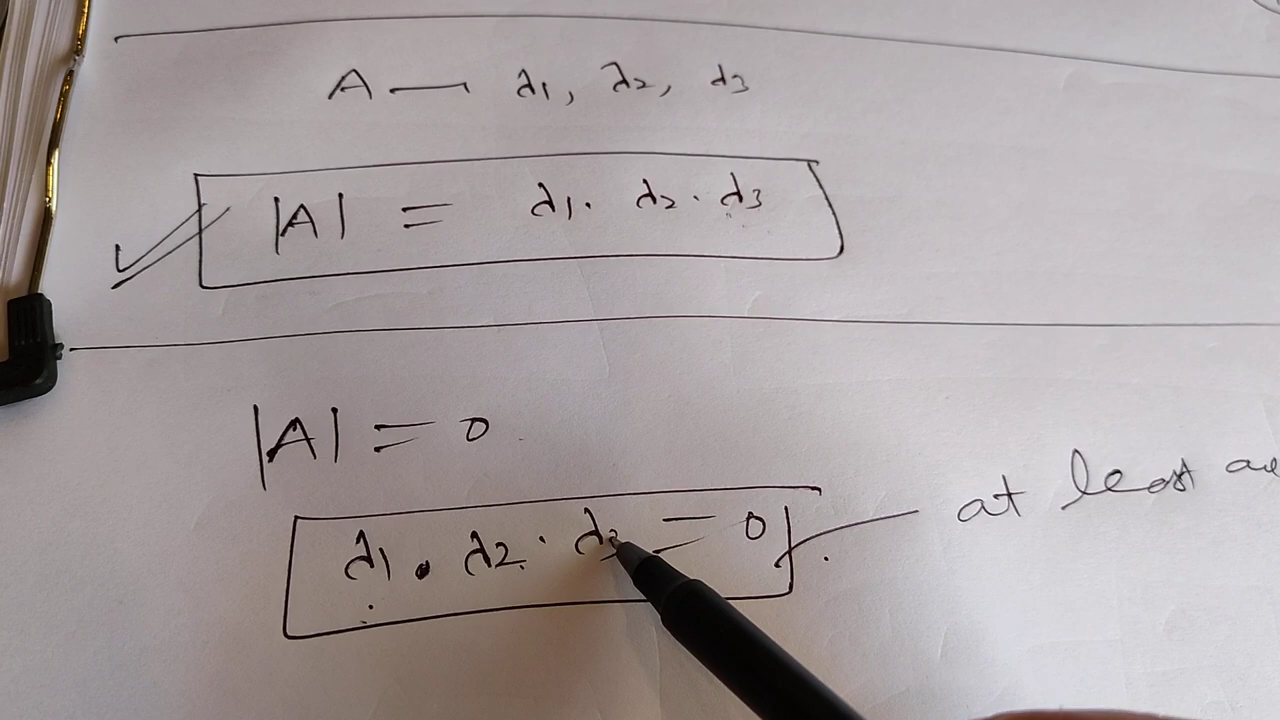 A — λ1, λ2, λ3
|A| = λ1 . λ2 . λ3
|A| = 0
λ1 . λ2 . λ3 = 0
at least